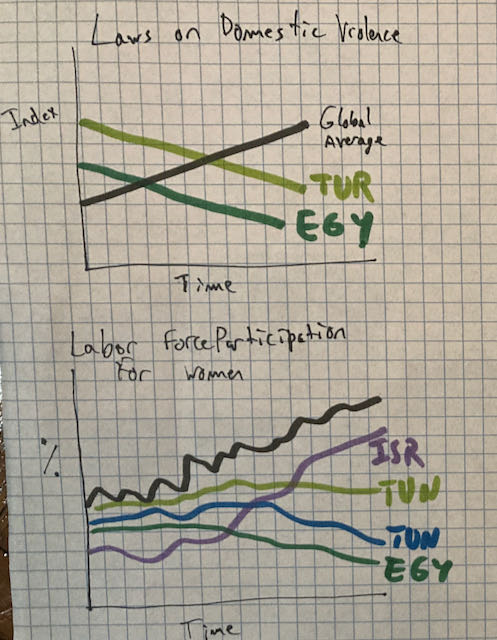 Laws on Domestic Violence
Index
Global
Average
TUR
EGY
Time
Labor Force Participation
for women
%
ISR
TUN
TUN
EGY
Time